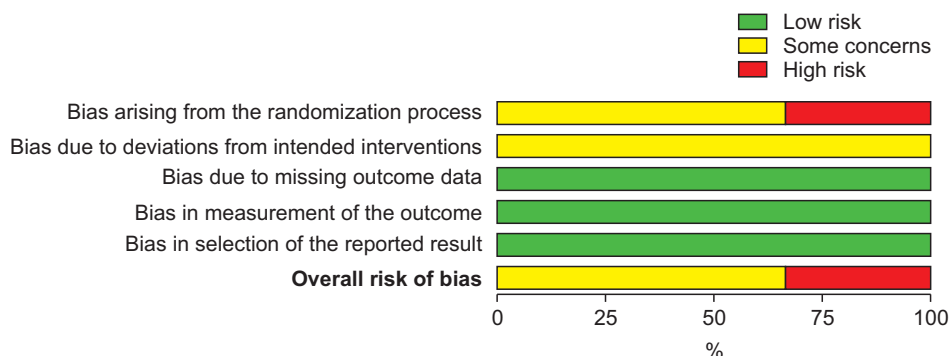 Low risk
Some concerns
High risk
Bias arising from the randomization process
Bias due to deviations from intended interventions
Bias due to missing outcome data
Bias in measurement of the outcome
Bias in selection of the reported result
Overall risk of bias
0 25 50 75 100
%